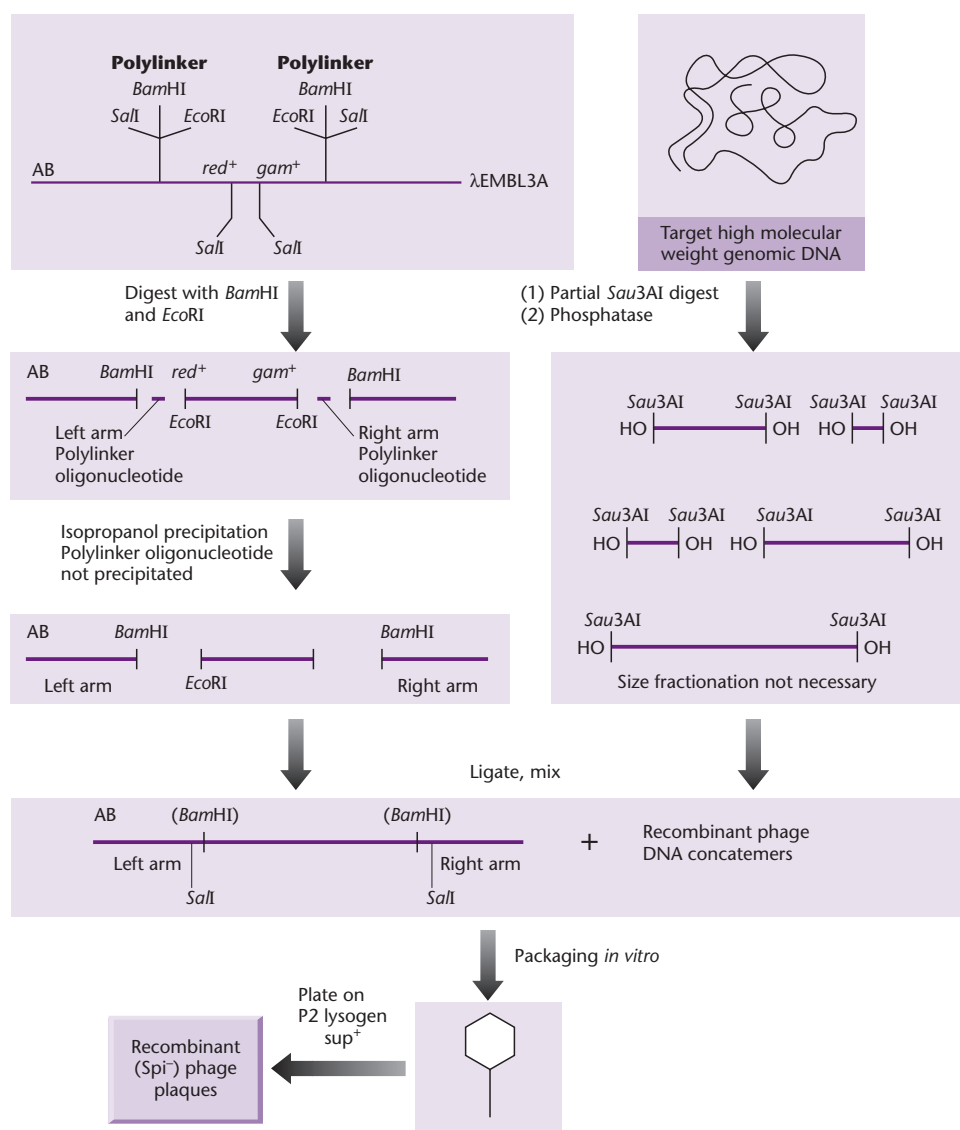 Polylinker
BamHI
SalI EcoRI
Polylinker
BamHI
EcoRI SalI
AB
red+ gam+
λEMBL3A
SalI SalI
Target high molecular
weight genomic DNA
Digest with BamHI
and EcoRI
(1) Partial Sau3AI digest
(2) Phosphatase
AB BamHI red+ gam+ BamHI
EcoRI EcoRI
Left arm
Polylinker
oligonucleotide
Right arm
Polylinker
oligonucleotide
Isopropanol precipitation
Polylinker oligonucleotide
not precipitated
AB BamHI BamHI
Left arm EcoRI Right arm
Sau3AI Sau3AI Sau3AI Sau3AI
HO OH HO OH
Sau3AI Sau3AI Sau3AI Sau3AI
HO OH HO OH
Sau3AI Sau3AI
HO OH
Size fractionation not necessary
Ligate, mix
AB (BamHI) (BamHI)
Left arm Right arm
SalI SalI
+
Recombinant phage
DNA concatemers
Packaging in vitro
Plate on
P2 lysogen
sup+
Recombinant
(Spi−) phage
plaques